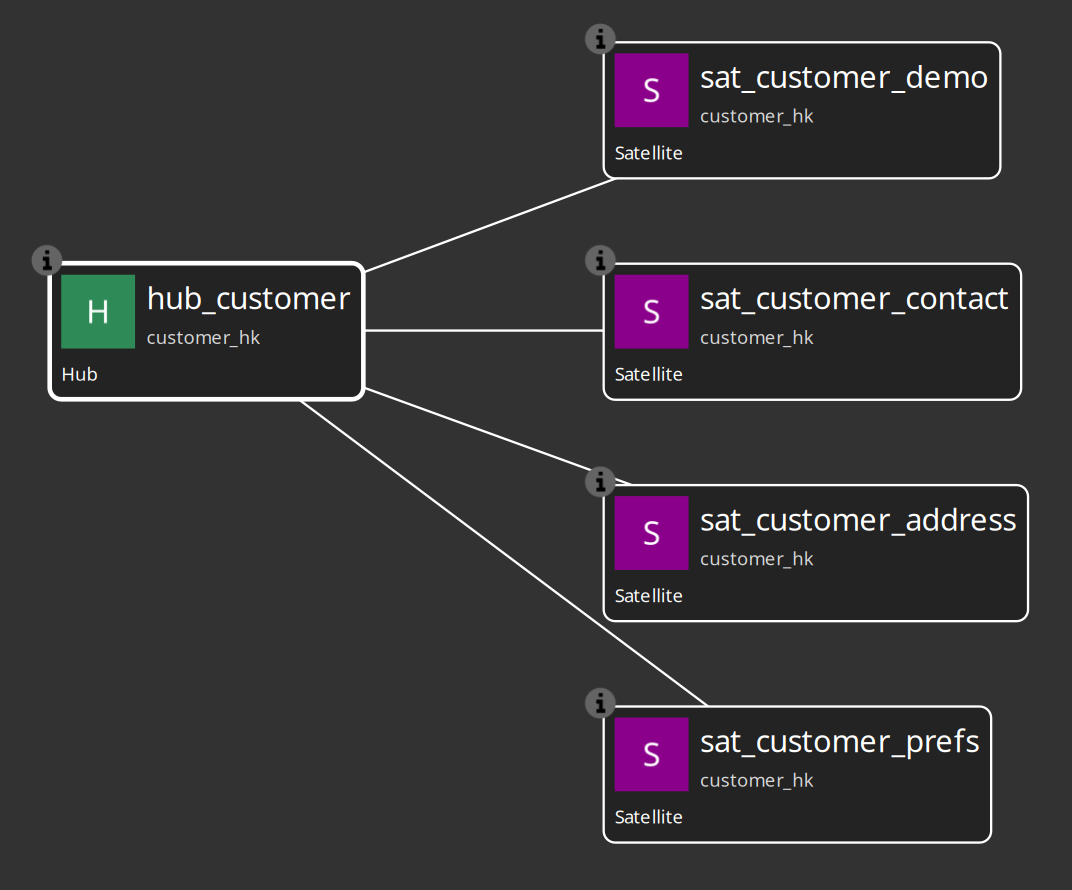 S
sat_customer_demo
customer_hk
Satellite
H
hub_customer
customer_hk
Hub
S
sat_customer_contact
customer_hk
Satellite
S
sat_customer_address
customer_hk
Satellite
S
sat_customer_prefs
customer_hk
Satellite